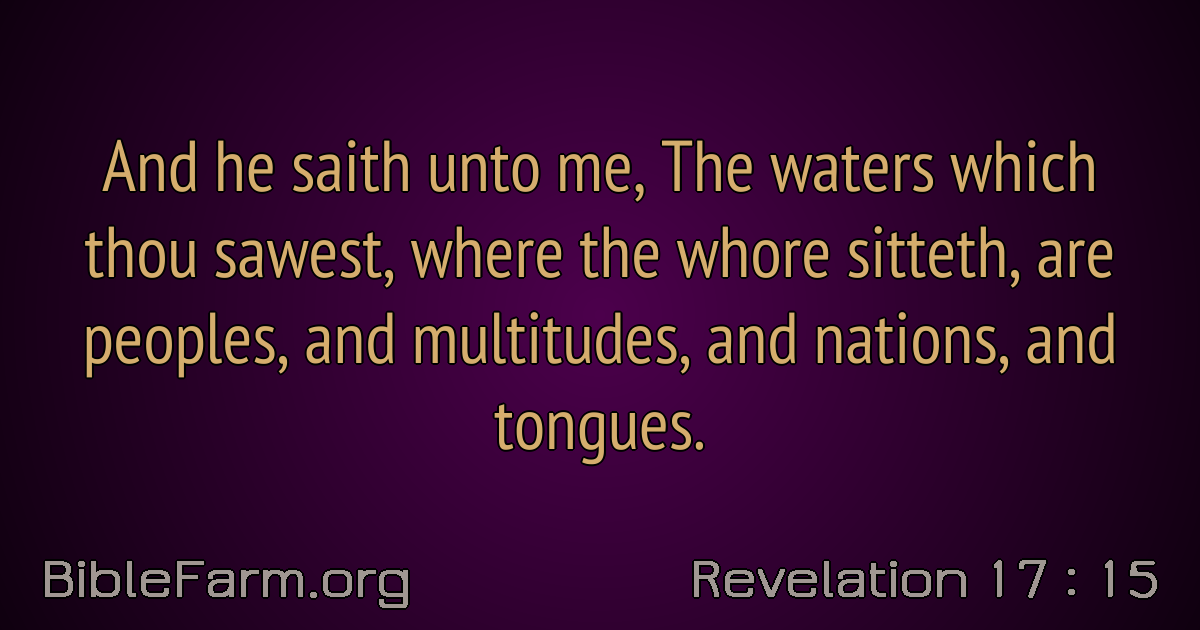 And he saith unto me, The waters which
thou sawest, where the whore sitteth, are
peoples, and multitudes, and nations, and
tongues.
BibleFarm.org
Revelation 17 : 15